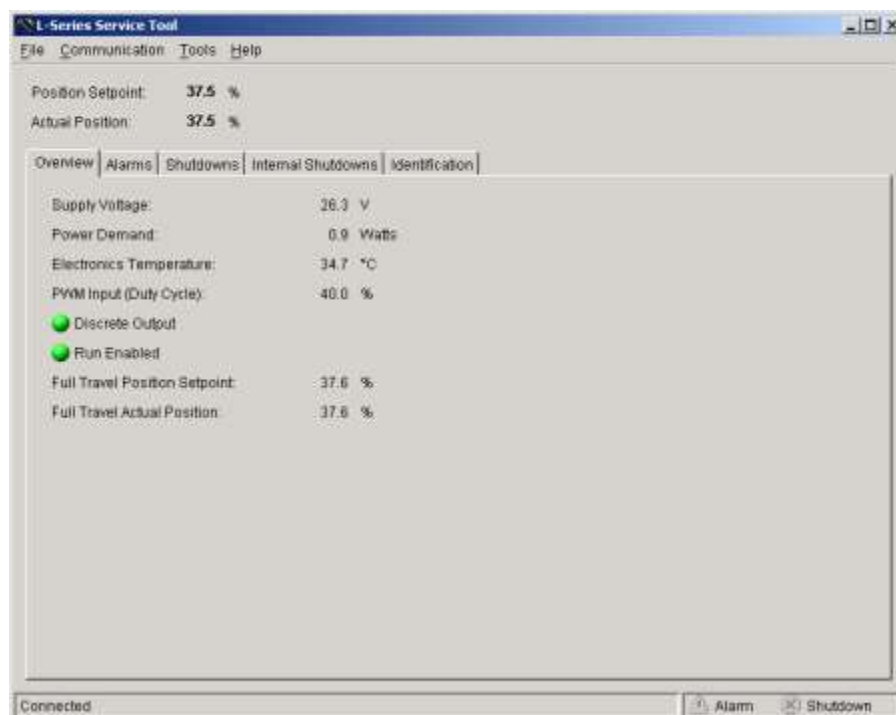 L-Series Service Tool
File Communication Tools Help
Position Setpoint: 37.5 %
Actual Position: 37.5 %
Overview Alarms Shutdowns Internal Shutdowns Identification
Supply Voltage: 26.3 V
Power Demand: 0.9 Watts
Electronics Temperature: 34.7 °C
PWM Input (Duty Cycle): 40.0 %
Discrete Output
Run Enabled
Full Travel Position Setpoint: 37.6 %
Full Travel Actual Position: 37.6 %
Connected Alarm Shutdown